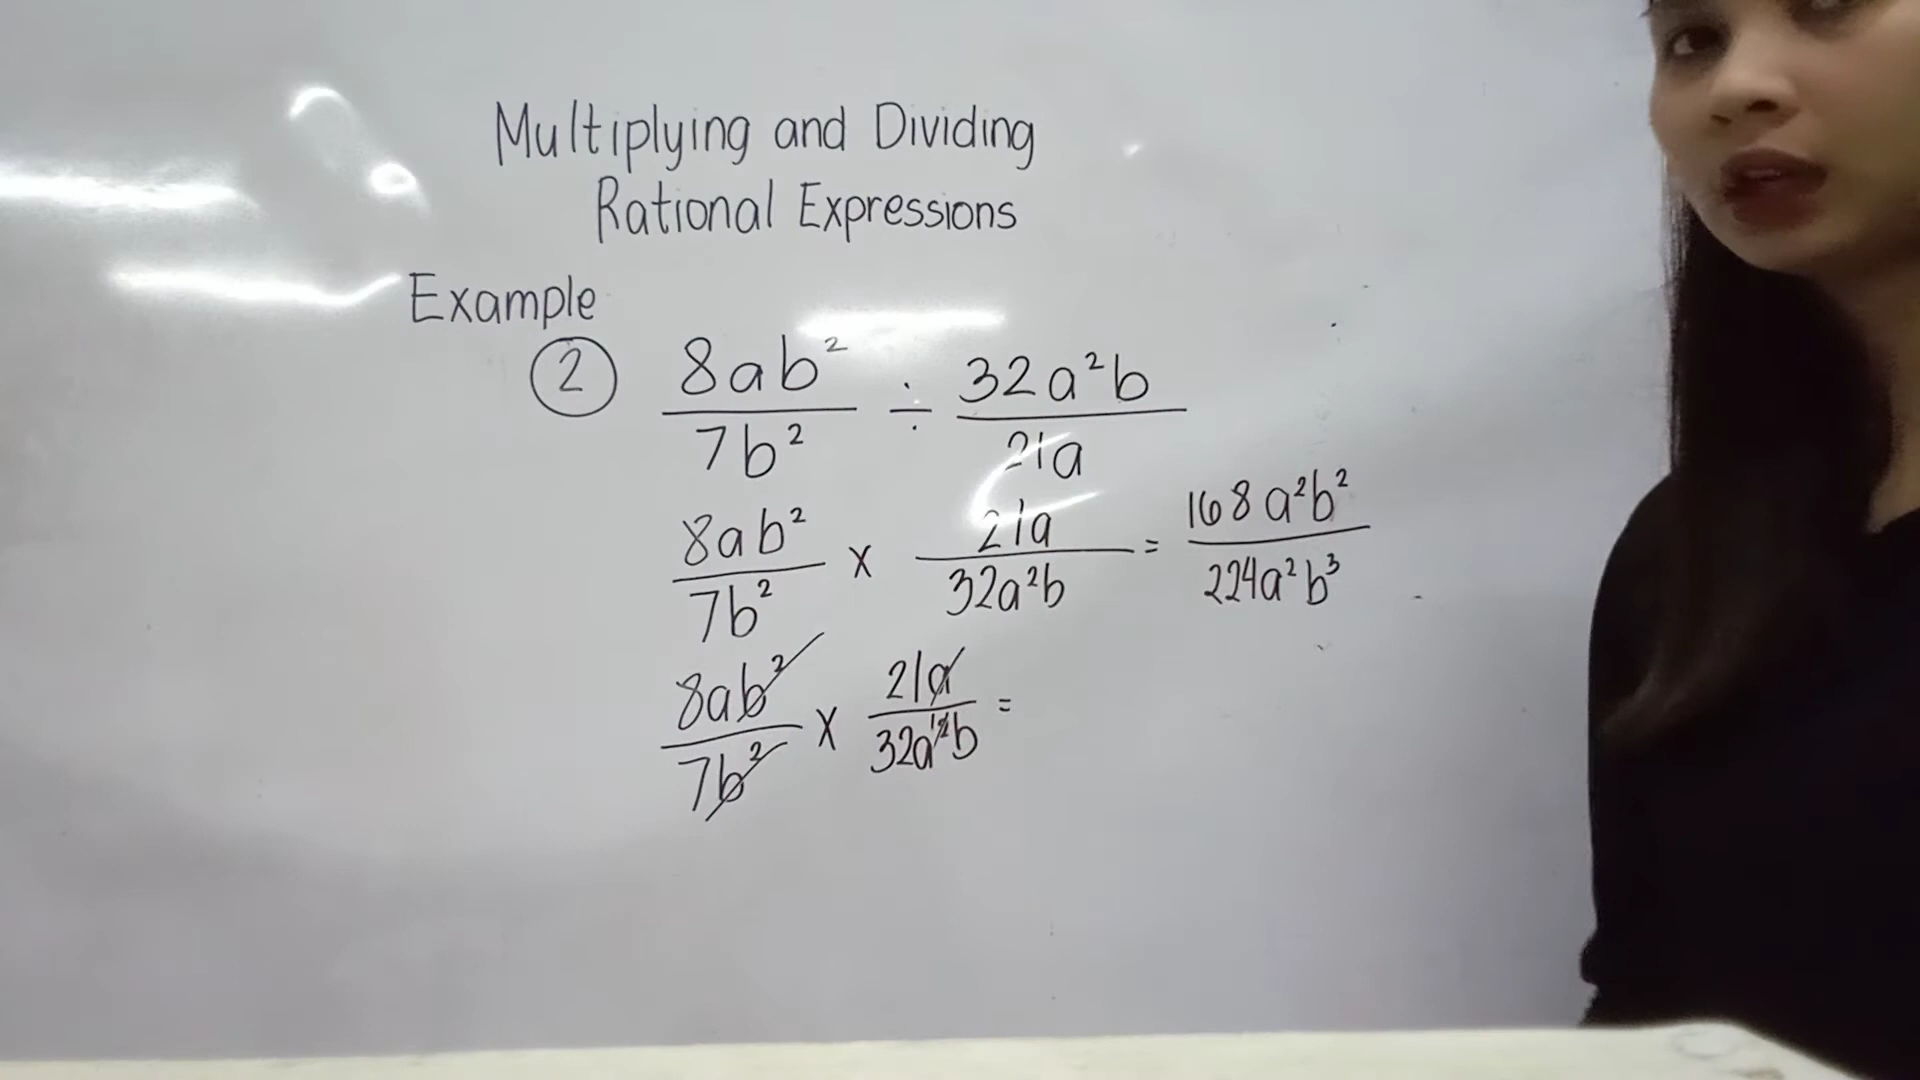 Multiplying and Dividing
Rational Expressions
Example
② 8ab²/7b² ÷ 32a²b/21a
8ab²/7b² x 21a/32a²b = 168a²b²/224a²b³
8ab²/7b² x 21a/32a¹²b =